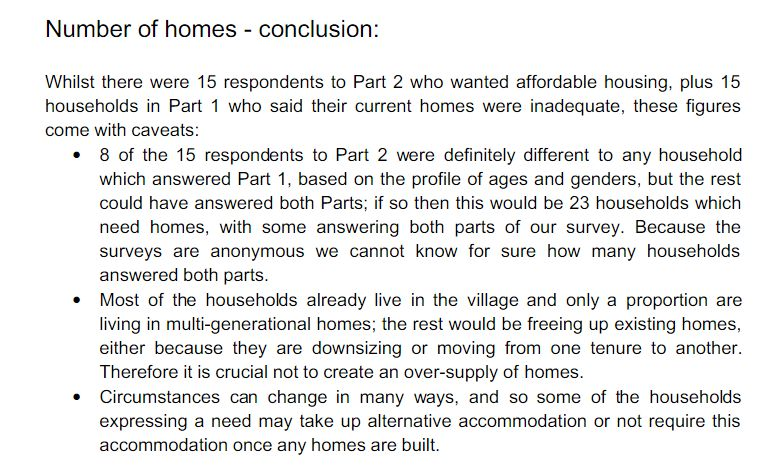 Number of homes - conclusion:
Whilst there were 15 respondents to Part 2 who wanted affordable housing, plus 15
households in Part 1 who said their current homes were inadequate, these figures
come with caveats:
• 8 of the 15 respondents to Part 2 were definitely different to any household
which answered Part 1, based on the profile of ages and genders, but the rest
could have answered both Parts; if so then this would be 23 households which
need homes, with some answering both parts of our survey. Because the
surveys are anonymous we cannot know for sure how many households
answered both parts.
• Most of the households already live in the village and only a proportion are
living in multi-generational homes; the rest would be freeing up existing homes,
either because they are downsizing or moving from one tenure to another.
Therefore it is crucial not to create an over-supply of homes.
• Circumstances can change in many ways, and so some of the households
expressing a need may take up alternative accommodation or not require this
accommodation once any homes are built.